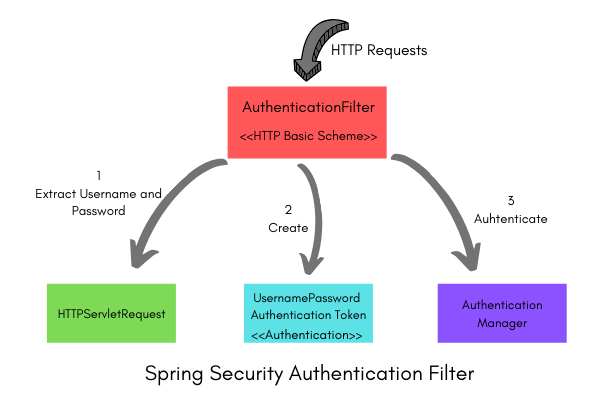 HTTP Requests
AuthenticationFilter
<<HTTP Basic Scheme>>
1
Extract Username and
Password
2
Create
3
Auhtenticate
HTTPServletRequest
UsernamePassword
Authentication Token
<<Authentication>>
Authentication
Manager
Spring Security Authentication Filter